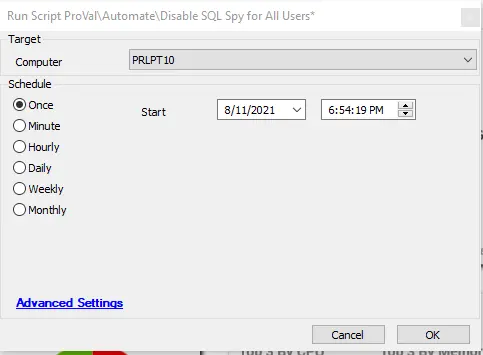 Run Script ProVal\Automate\Disable SQL Spy for All Users*
Target
Computer PRLPT10
Schedule
Once Start 8/11/2021 6:54:19 PM
Minute
Hourly
Daily
Weekly
Monthly
Advanced Settings
Cancel OK